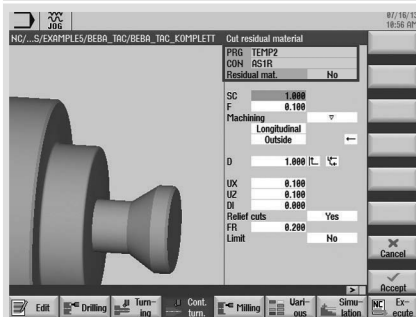 JOG
07/16/13
10:56 AM
NC/...S/EXAMPLE5/BEBA_TAC/BEBA_TAC_KOMPLETT
Cut residual material
PRG TEMP2
CON AS1R
Residual mat. No
SC 1.000
F 0.100
Machining ▽
Longitudinal
Outside ←
D 1.000
UX 0.100
UZ 0.100
DI 0.000
Relief cuts Yes
FR 0.200
Limit No
Cancel
Accept
Edit
Drilling
Turn-
ing
Cont.
turn.
Milling
Vari-
ous
Simu-
lation
NC Ex-
ecute